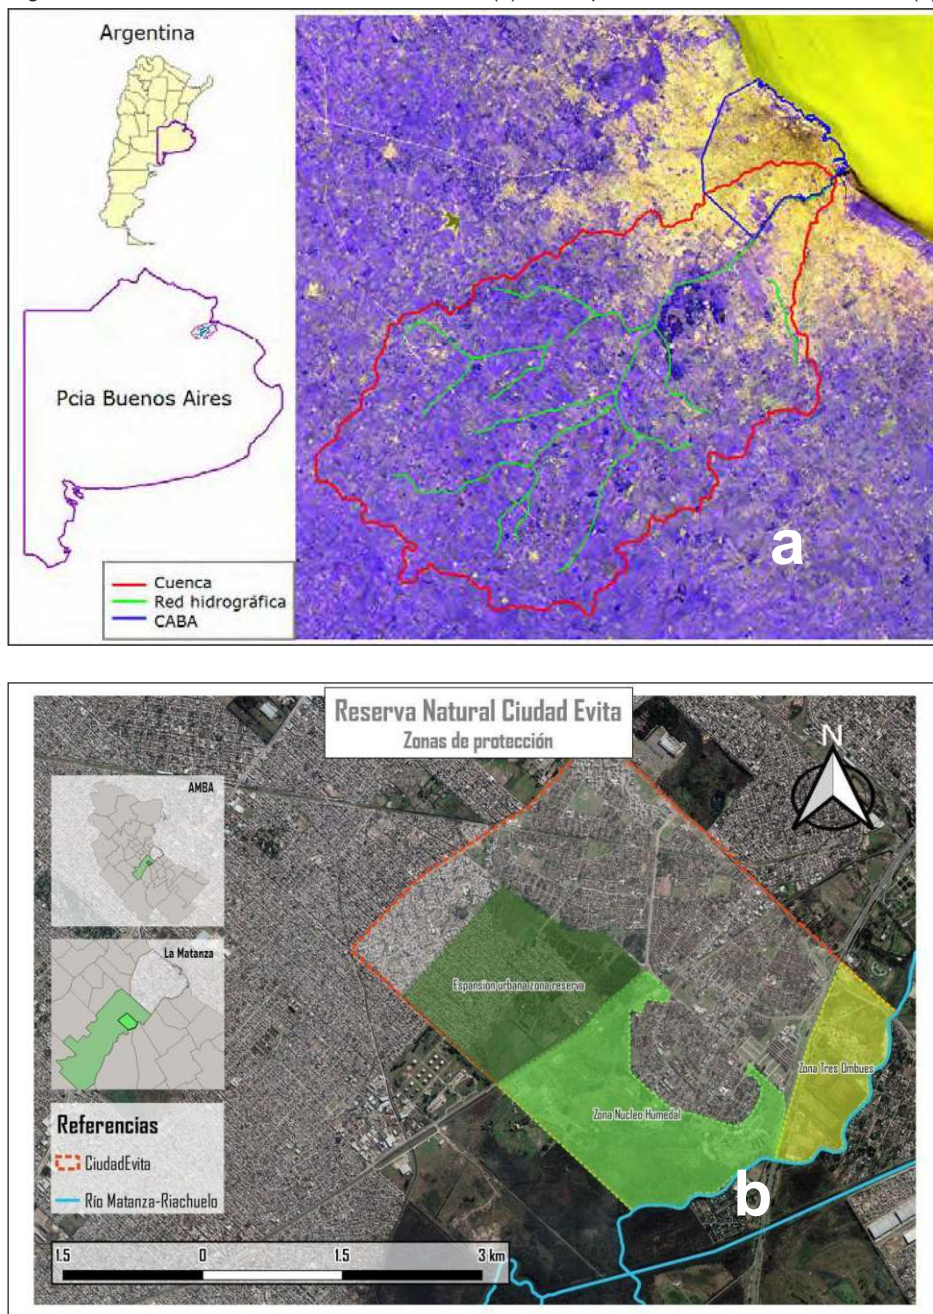 Argentina
Pcia Buenos Aires
Cuenca
Red hidrográfica
CABA
a
Reserva Natural Ciudad Evita
Zonas de protección
N
AMBA
La Matanza
Espansión urbana zona reserva
Zona Tres Ombues
Zona Nucleo Humedal
Referencias
CiudadEvita
Río Matanza-Riachuelo
b
1.5 0 1.5 3 km